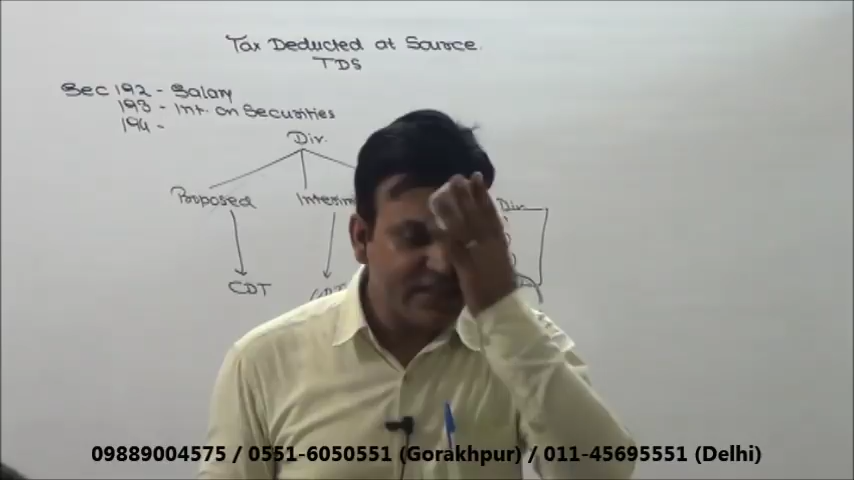 Tax Deducted at Source.
TDS
Sec 192 - Salary
193 - Int. on Securities
194 -
Div.
Proposed Interim Div
CDT
09889004575 / 0551-6050551 (Gorakhpur) / 011-45695551 (Delhi)